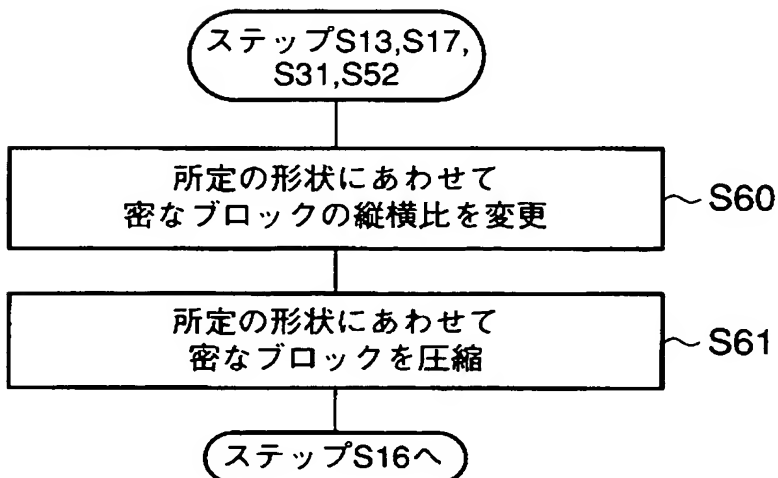 ステップS13,S17,
S31,S52
所定の形状にあわせて
密なブロックの縦横比を変更
S60
所定の形状にあわせて
密なブロックを圧縮
S61
ステップS16へ